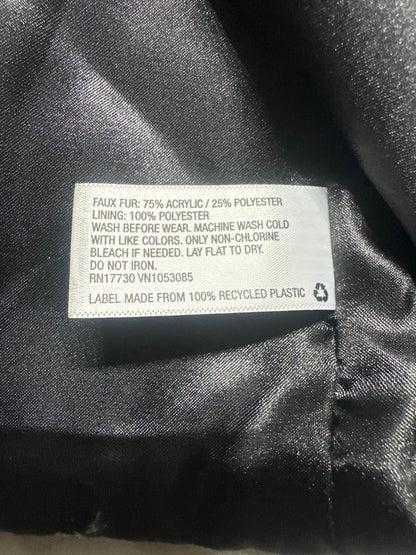 FAUX FUR: 75% ACRYLIC / 25% POLYESTER
LINING: 100% POLYESTER
WASH BEFORE WEAR. MACHINE WASH COLD
WITH LIKE COLORS. ONLY NON-CHLORINE
BLEACH IF NEEDED. LAY FLAT TO DRY.
DO NOT IRON.
RN17730 VN1053085
LABEL MADE FROM 100% RECYCLED PLASTIC